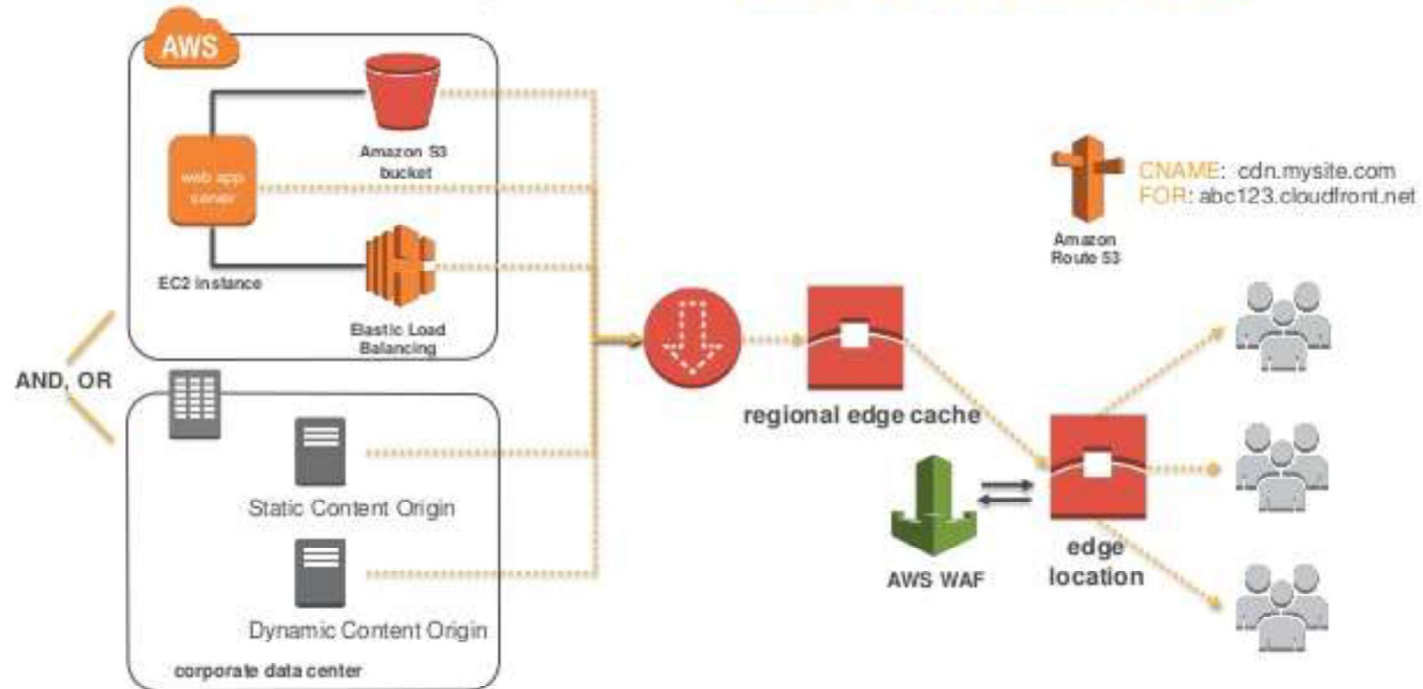 AWS
Amazon S3
bucket
web app
server
EC2 instance
Elastic Load
Balancing
AND, OR
Static Content Origin
Dynamic Content Origin
corporate data center
regional edge cache
AWS WAF
edge
location
Amazon
Route 53
CNAME: cdn.mysite.com
FOR: abc123.cloudfront.net